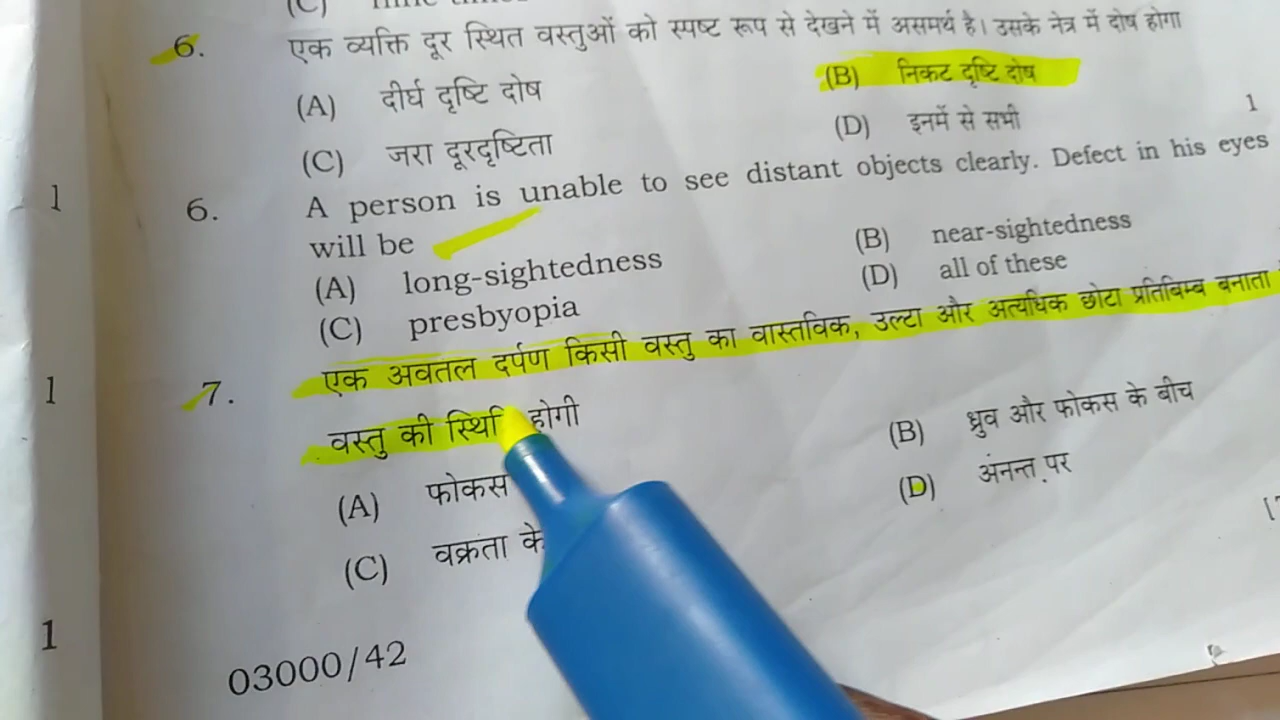 (C)
6. एक व्यक्ति दूर स्थित वस्तुओं को स्पष्ट रूप से देखने में असमर्थ है। उसके नेत्र में दोष होगा
(A) दीर्घ दृष्टि दोष (B) निकट दृष्टि दोष
(C) जरा दूरदृष्टिता (D) इनमें से सभी
1
1 6. A person is unable to see distant objects clearly. Defect in his eyes
will be
(A) long-sightedness (B) near-sightedness
(C) presbyopia (D) all of these
1 7. एक अवतल दर्पण किसी वस्तु का वास्तविक, उल्टा और अत्यधिक छोटा प्रतिबिम्ब बनाता
वस्तु की होगी
(A) फोकस (B) ध्रुव और फोकस के बीच
(C) वक्रता के (D) अंनन्त पर
1
03000/42